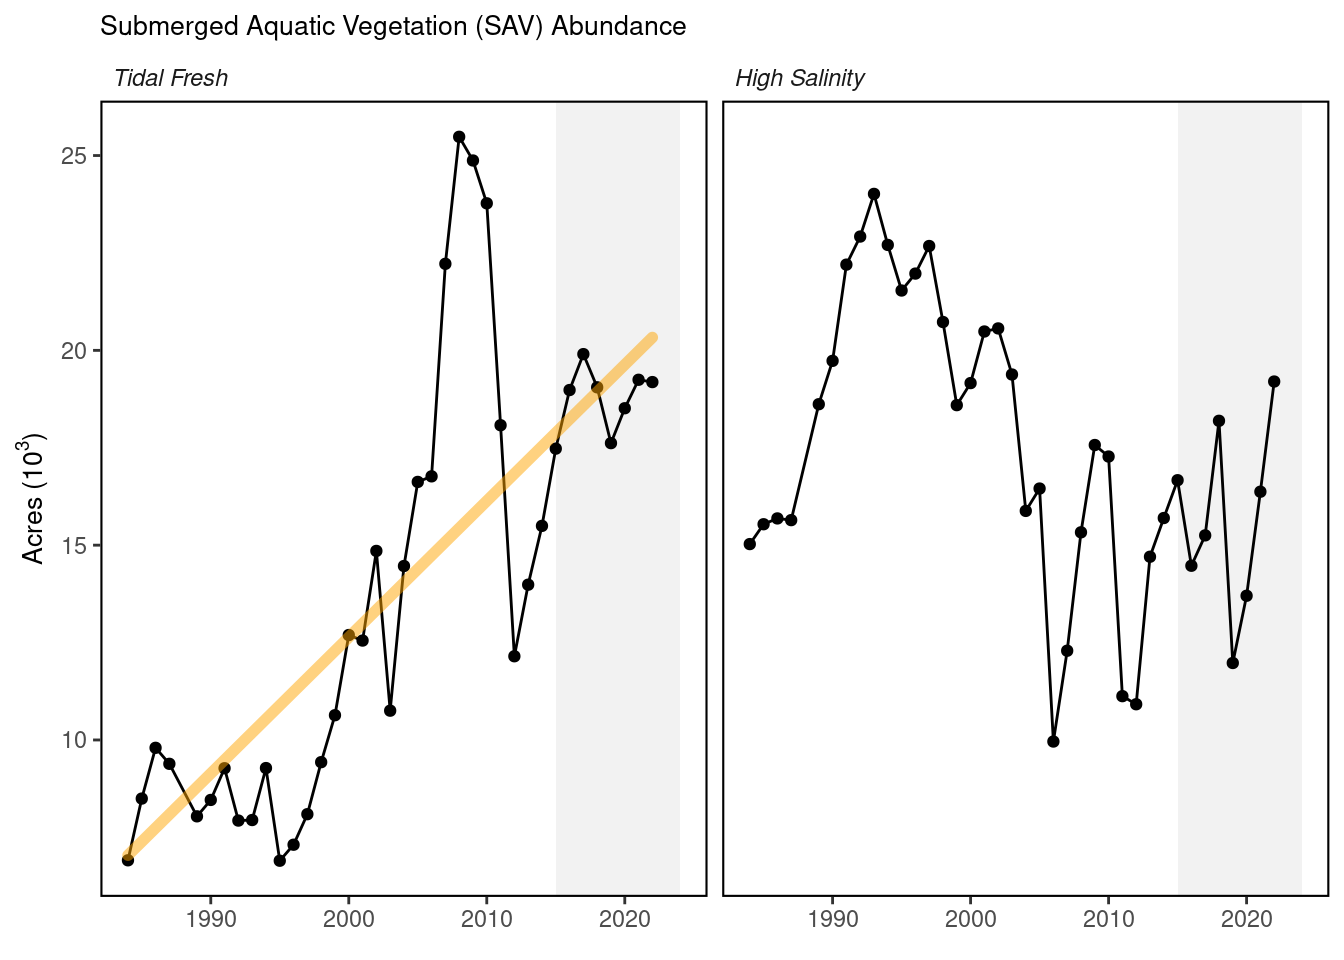 Submerged Aquatic Vegetation (SAV) Abundance
Tidal Fresh
High Salinity
25
20
15
10
Acres (10³)
1990 2000 2010 2020
1990 2000 2010 2020